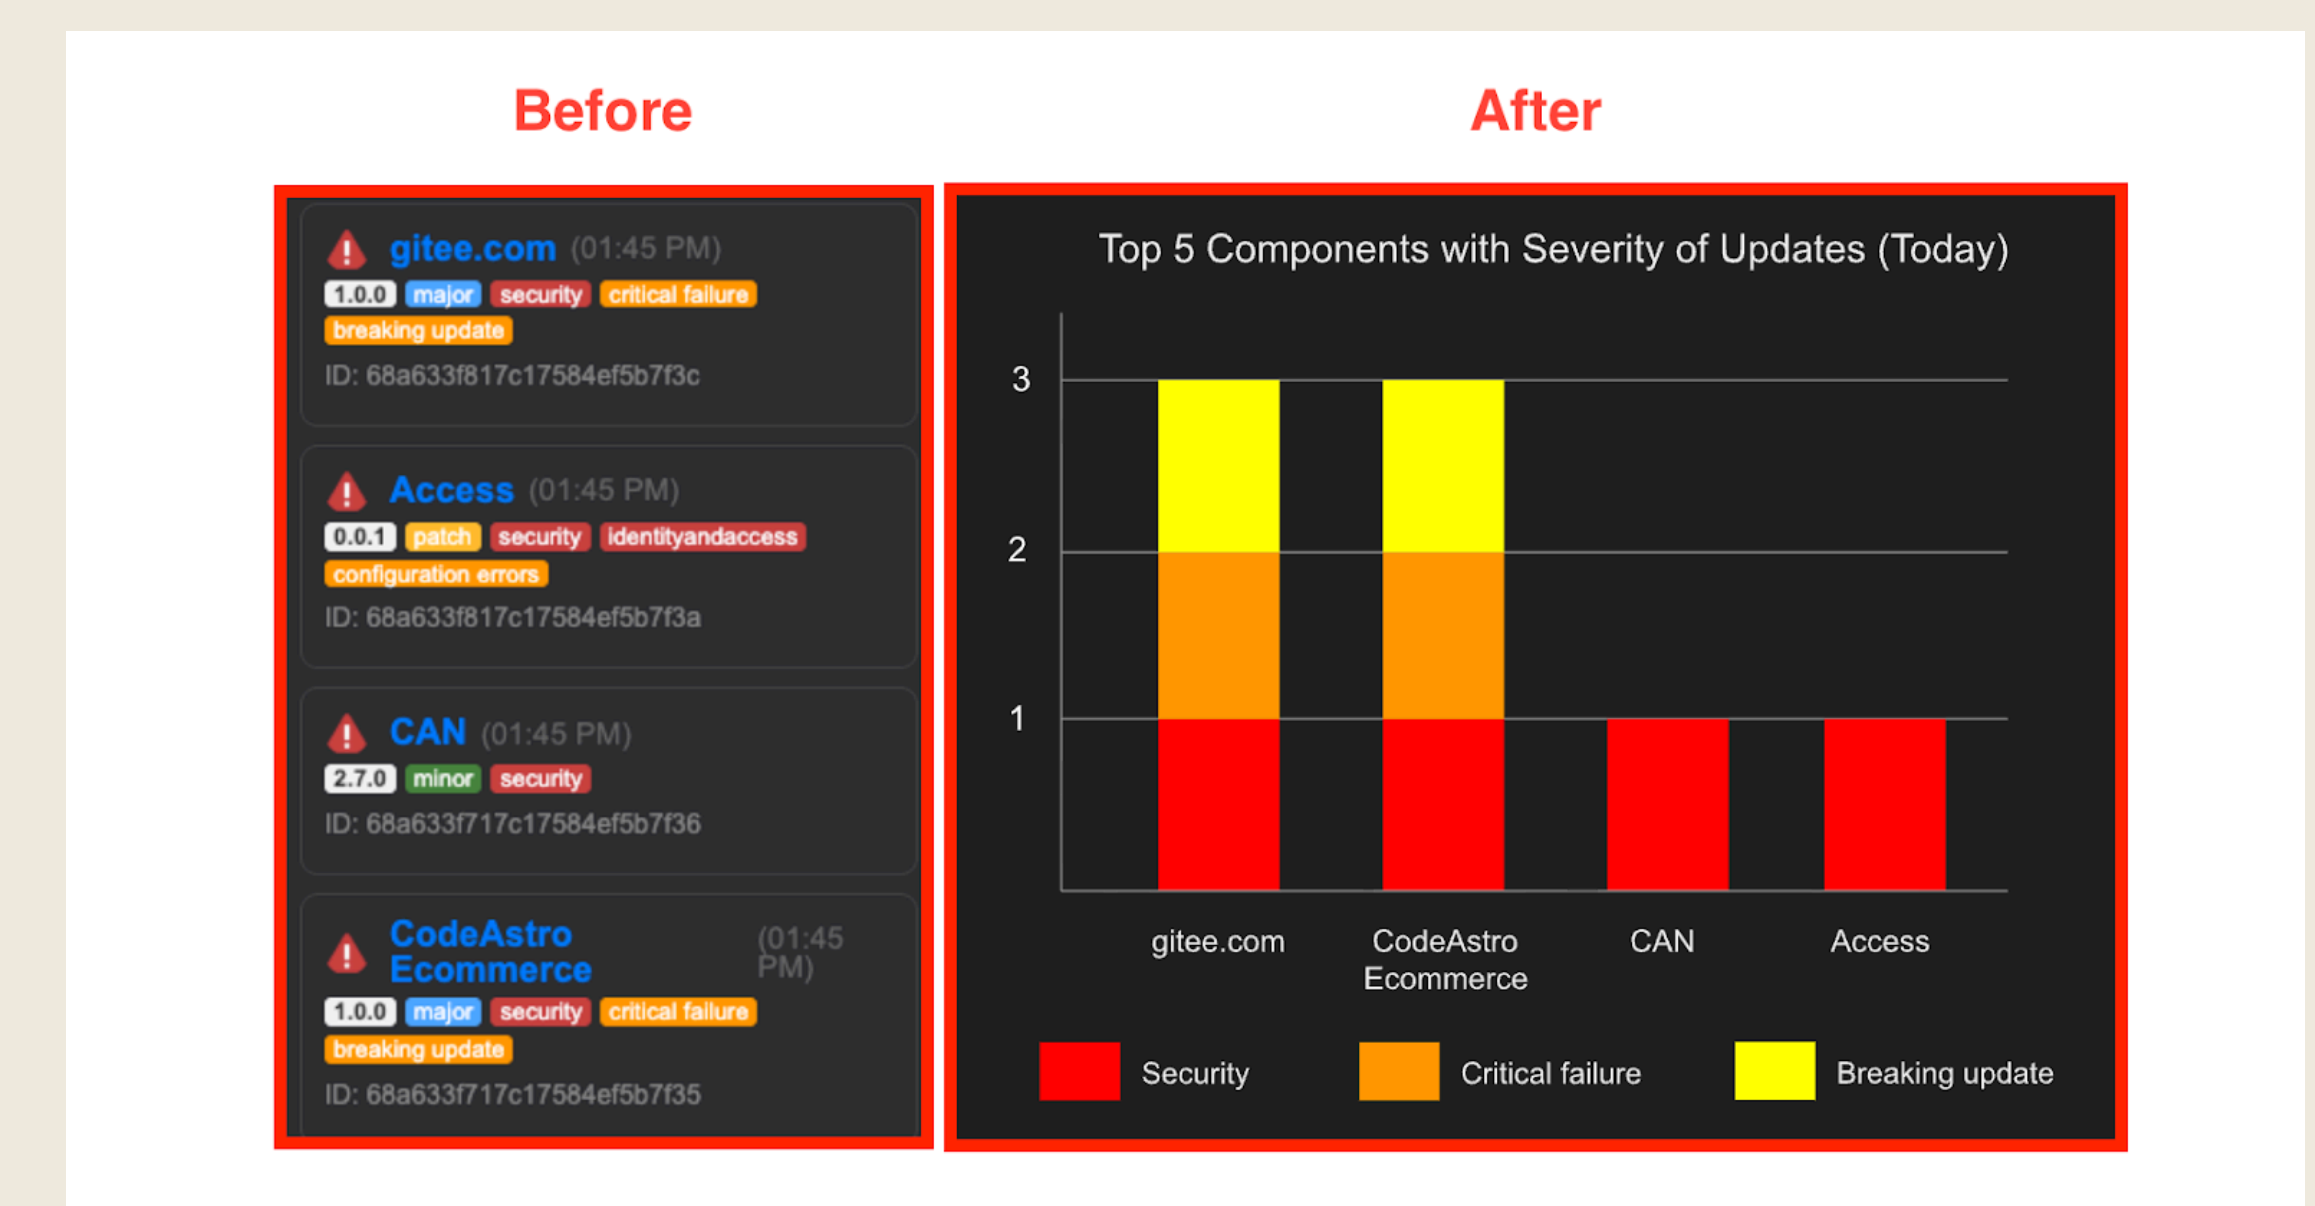 Before
After
gitee.com (01:45 PM)
1.0.0 major security critical failure
breaking update
ID: 68a633f817c17584ef5b7f3c
Access (01:45 PM)
0.0.1 patch security identityandaccess
configuration errors
ID: 68a633f817c17584ef5b7f3a
CAN (01:45 PM)
2.7.0 minor security
ID: 68a633f717c17584ef5b7f36
CodeAstro (01:45
Ecommerce PM)
1.0.0 major security critical failure
breaking update
ID: 68a633f717c17584ef5b7f35
Top 5 Components with Severity of Updates (Today)
3
2
1
gitee.com CodeAstro CAN Access
Ecommerce
Security Critical failure Breaking update